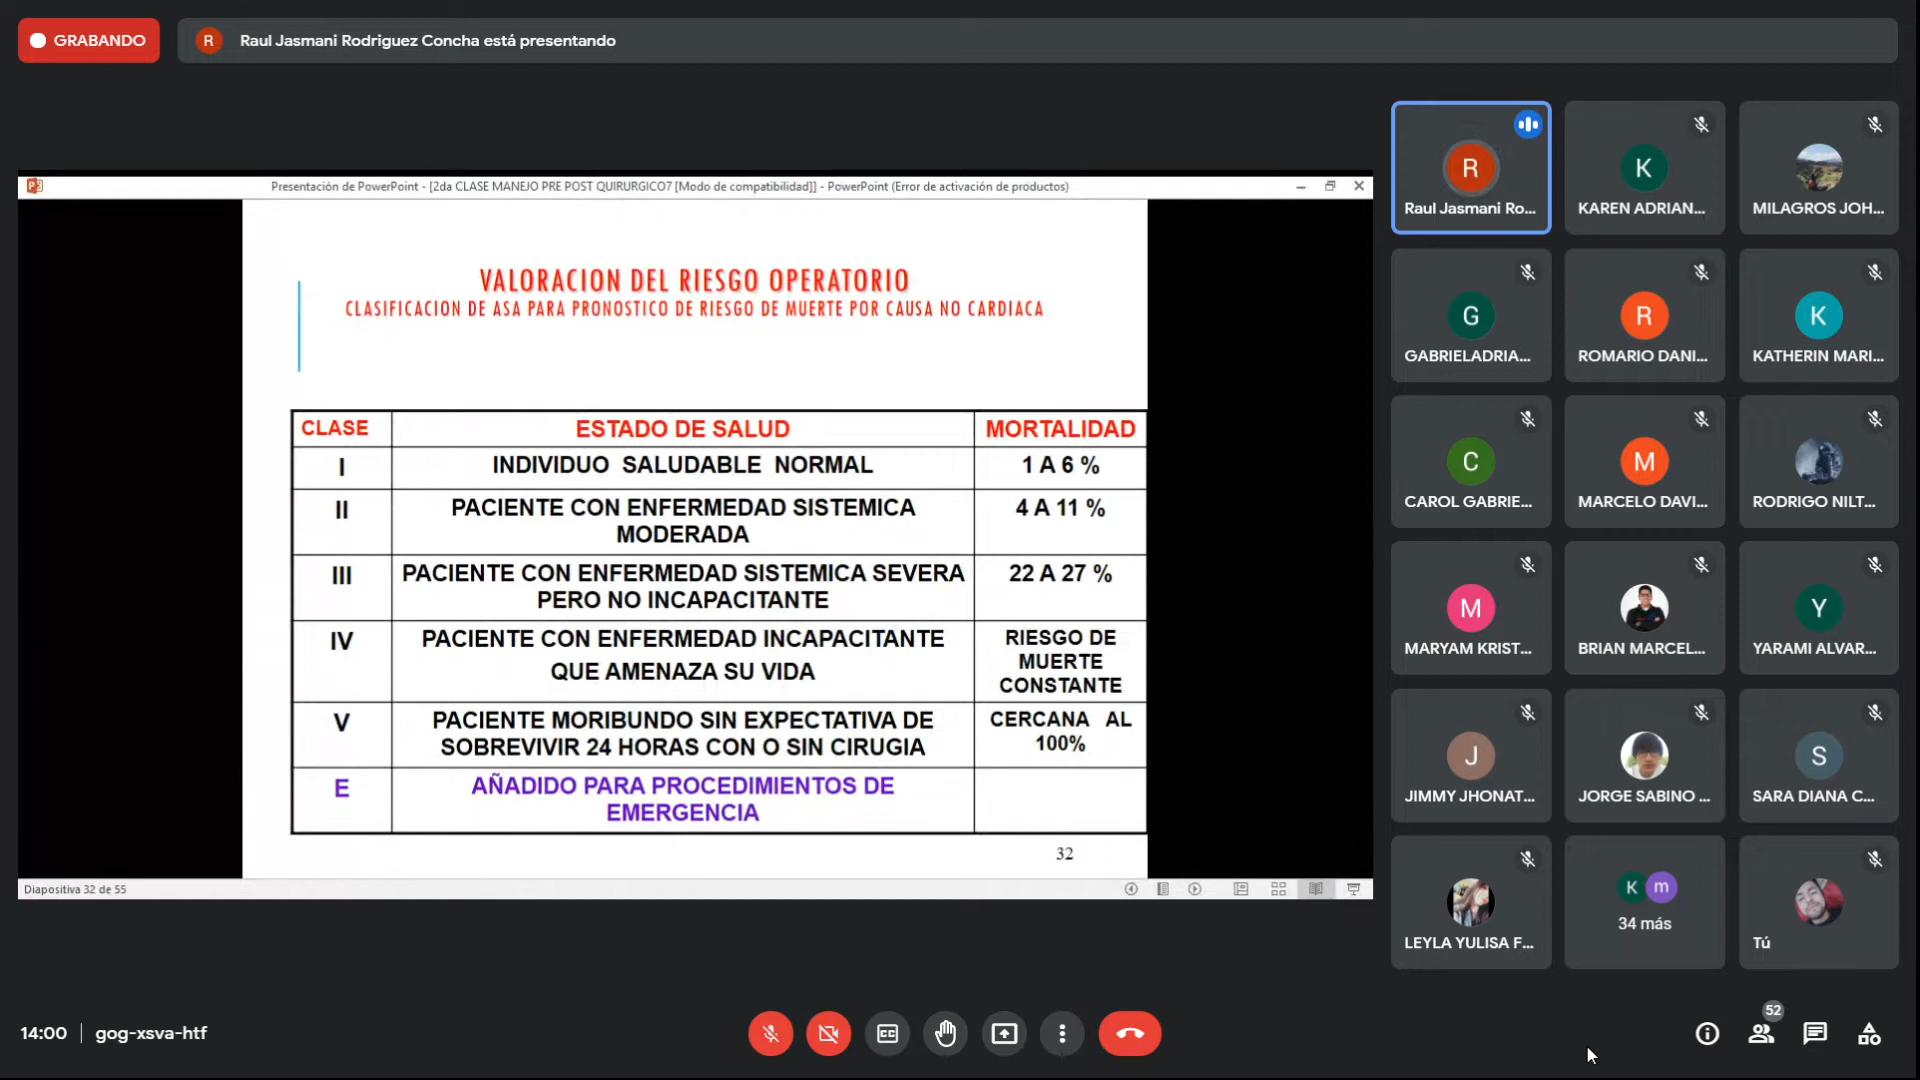 GRABANDO
R
Raul Jasmani Rodriguez Concha está presentando
Presentación de PowerPoint - [2da CLASE MANEJO PRE POST QUIRURGICO7 [Modo de compatibilidad]] - PowerPoint (Error de activación de productos)
VALORACION DEL RIESGO OPERATORIO
CLASIFICACION DE ASA PARA PRONOSTICO DE RIESGO DE MUERTE POR CAUSA NO CARDIACA
CLASE ESTADO DE SALUD MORTALIDAD
I INDIVIDUO SALUDABLE NORMAL 1 A 6 %
II PACIENTE CON ENFERMEDAD SISTEMICA 4 A 11 %
MODERADA
III PACIENTE CON ENFERMEDAD SISTEMICA SEVERA 22 A 27 %
PERO NO INCAPACITANTE
IV PACIENTE CON ENFERMEDAD INCAPACITANTE
QUE AMENAZA SU VIDA
RIESGO DE
MUERTE
CONSTANTE
V PACIENTE MORIBUNDO SIN EXPECTATIVA DE
SOBREVIVIR 24 HORAS CON O SIN CIRUGIA
CERCANA AL
100%
E AÑADIDO PARA PROCEDIMIENTOS DE
EMERGENCIA
32
Diapositiva 32 de 55
R
Raul Jasmani Ro...
K
KAREN ADRIAN...
MILAGROS JOH...
G
GABRIELADRIA...
R
ROMARIO DANI...
K
KATHERIN MARI...
C
CAROL GABRIE...
M
MARCELO DAVI...
RODRIGO NILT...
M
MARYAM KRIST...
BRIAN MARCEL...
Y
YARAMI ALVAR...
J
JIMMY JHONAT...
JORGE SABINO ...
S
SARA DIANA C...
LEYLA YULISA F...
K m
34 más
Tú
14:00 | gog-xsva-htf
52